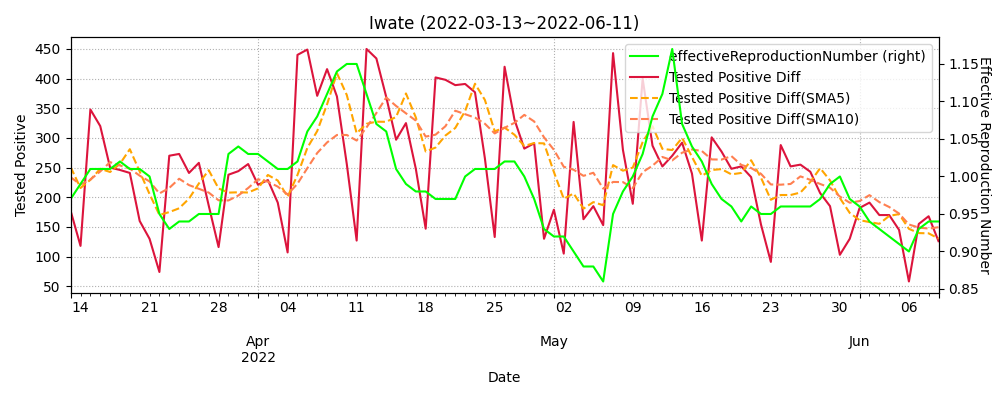 Iwate (2022-03-13~2022-06-11)
effectiveReproductionNumber (right)
Tested Positive Diff
Tested Positive Diff(SMA5)
Tested Positive Diff(SMA10)
Tested Positive
450
400
350
300
250
200
150
100
50
1.15
1.10
1.05
1.00
0.95
0.90
0.85
Effective Reproduction Number
14 21 28 04 11 18 25 02 09 16 23 30 06
Apr May Jun
2022
Date